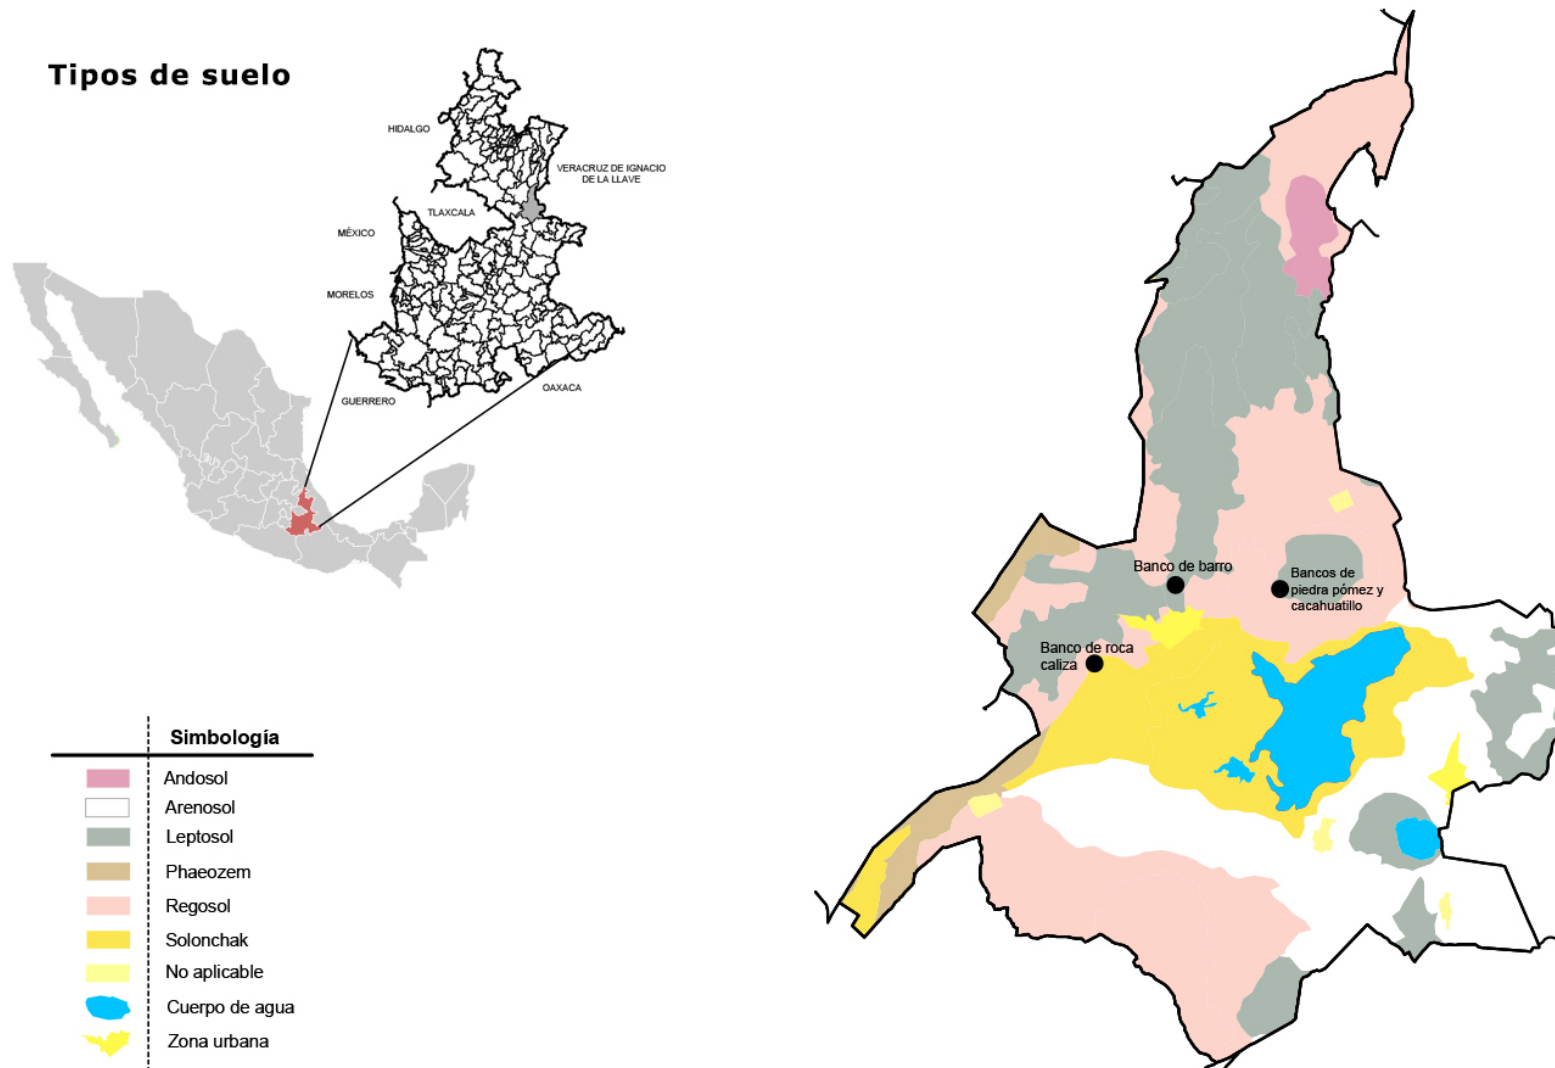 Tipos de suelo
HIDALGO
VERACRUZ DE IGNACIO
DE LA LLAVE
TLAXCALA
MÉXICO
MORELOS
GUERRERO
OAXACA
Simbología
Andosol
Arenosol
Leptosol
Phaeozem
Regosol
Solonchak
No aplicable
Cuerpo de agua
Zona urbana
Banco de barro
Bancos de
piedra pómez y
cacahuatillo
Banco de roca
caliza